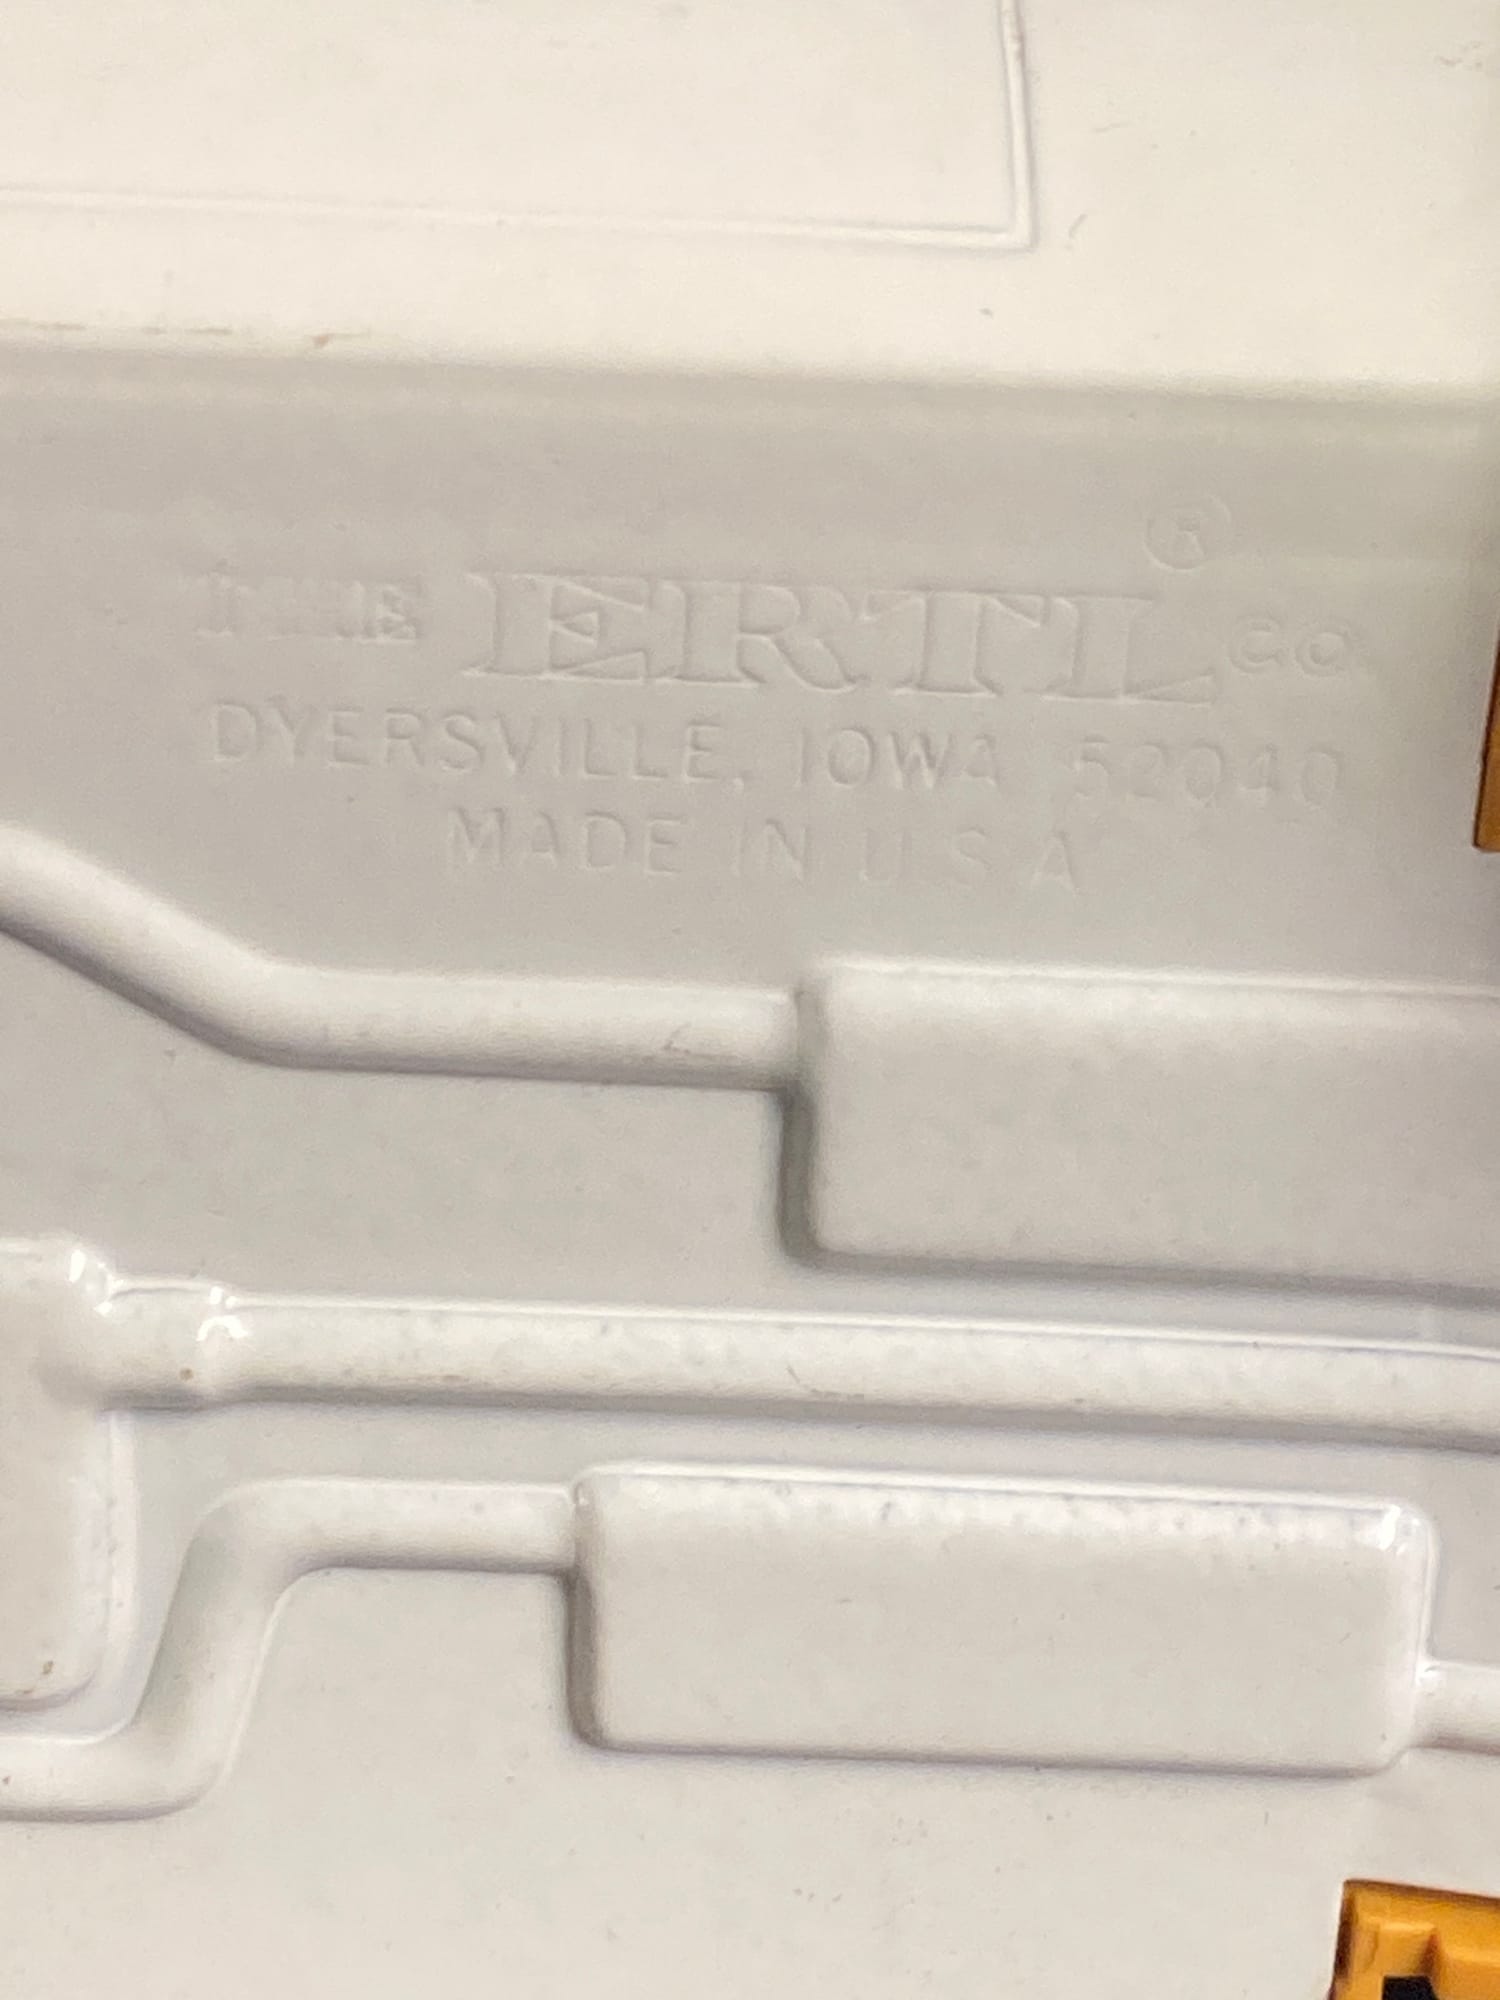 THE ERTL® CO.
DYERSVILLE, IOWA 52040
MADE IN U.S.A